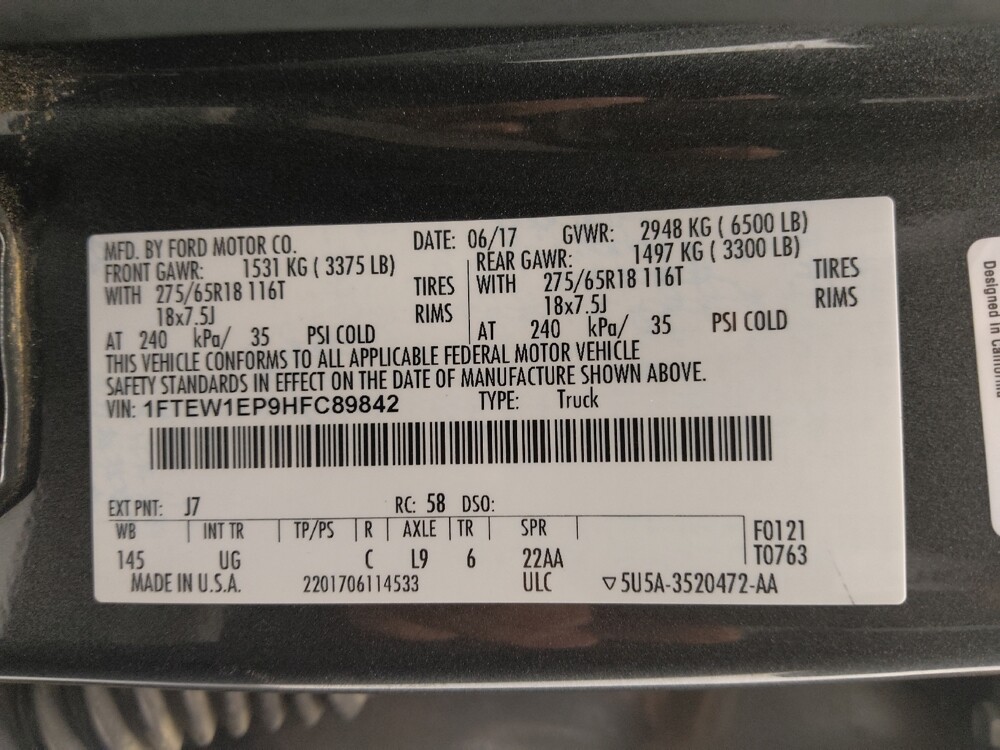 MFD. BY FORD MOTOR CO. DATE: 06/17 GVWR: 2948 KG ( 6500 LB)
FRONT GAWR: 1531 KG ( 3375 LB) REAR GAWR: 1497 KG ( 3300 LB)
WITH 275/65R18 116T TIRES WITH 275/65R18 116T TIRES
18x7.5J RIMS 18x7.5J RIMS
AT 240 kPa/ 35 PSI COLD AT 240 kPa/ 35 PSI COLD
THIS VEHICLE CONFORMS TO ALL APPLICABLE FEDERAL MOTOR VEHICLE
SAFETY STANDARDS IN EFFECT ON THE DATE OF MANUFACTURE SHOWN ABOVE.
VIN: 1FTEW1EP9HFC89842 TYPE: Truck
EXT PNT: J7 RC: 58 DSO:
WB INT TR TP/PS R AXLE TR SPR F0121
145 UG C L9 6 22AA T0763
MADE IN U.S.A. 2201706114533 ULC ▽5U5A-3520472-AA
Designed in California